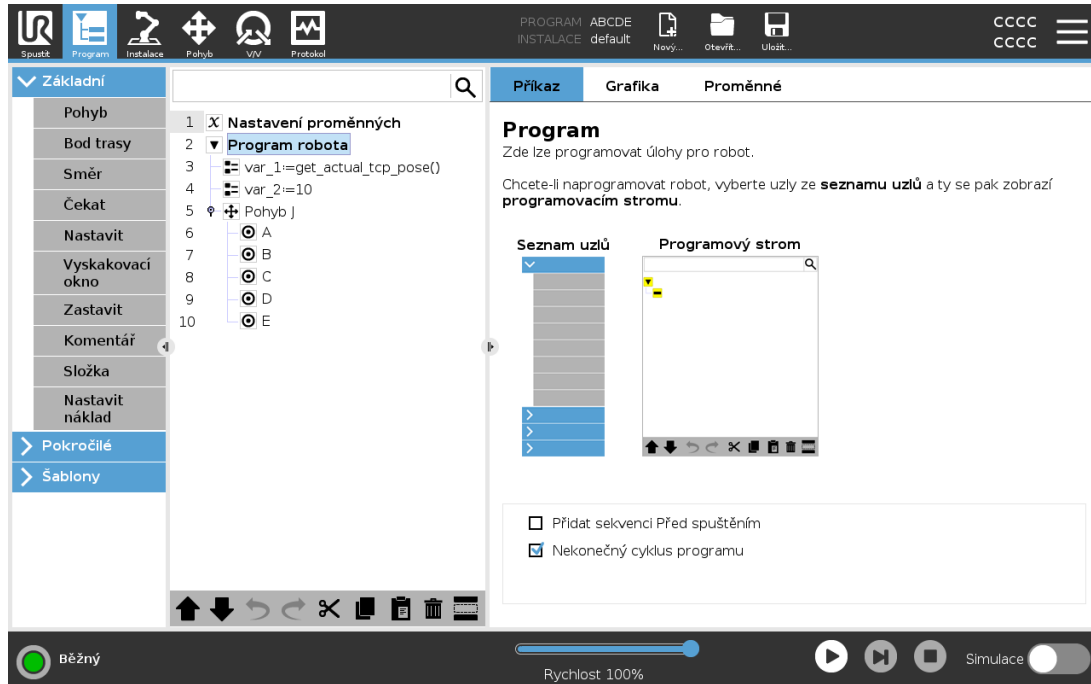 PROGRAM ABCDE
INSTALACE default
Spustit
Program
Instalace
Pohyb
V/V
Protokol
Nový...
Otevřít...
Uložit...
CCCC
CCCC
Základní
Pohyb
Bod trasy
Směr
Čekat
Nastavit
Vyskakovací
okno
Zastavit
Komentář
Složka
Nastavit
náklad
Pokročilé
Šablony
1 X Nastavení proměnných
2 Program robota
3 var_1:=get_actual_tcp_pose()
4 var_2:=10
5 Pohyb J
6 A
7 B
8 C
9 D
10 E
Příkaz
Grafika
Proměnné
Program
Zde lze programovat úlohy pro robot.
Chcete-li naprogramovat robot, vyberte uzly ze seznamu uzlů a ty se pak zobrazí
programovacím stromu.
Seznam uzlů
Programový strom
Přidat sekvenci Před spuštěním
Nekonečný cyklus programu
Běžný
Rychlost 100%
Simulace